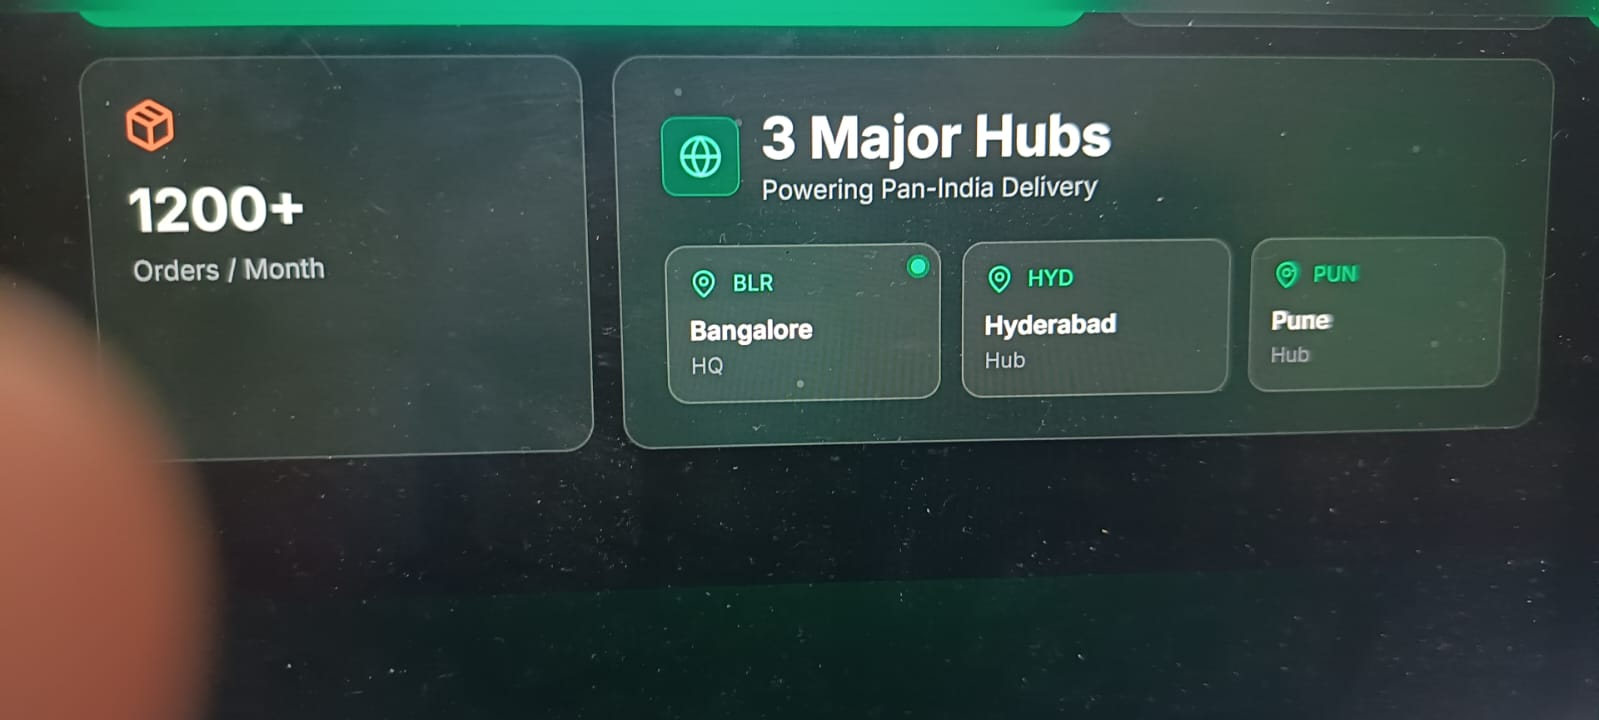 1200+
Orders / Month
3 Major Hubs
Powering Pan-India Delivery
BLR
Bangalore
HQ
HYD
Hyderabad
Hub
PUN
Pune
Hub